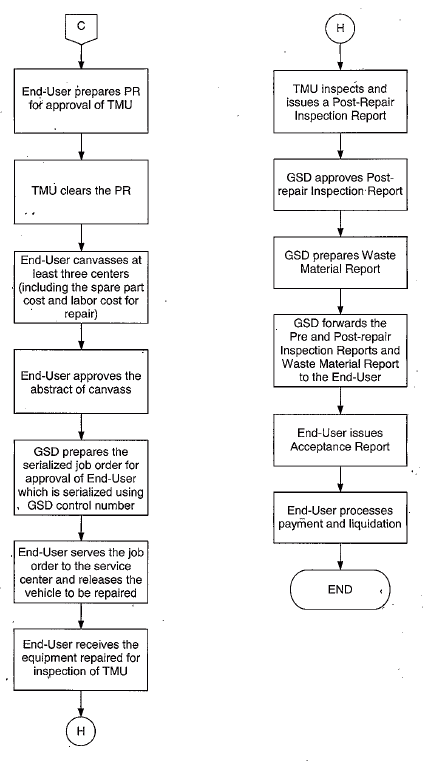 C
End-User prepares PR
for approval of TMU
TMU clears the PR
End-User canvasses at
least three centers
(including the spare part
cost and labor cost for
repair)
End-User approves the
abstract of canvass
GSD prepares the
serialized job order for
approval of End-User
which is serialized using
GSD control number
End-User serves the job
order to the service
center and releases the
vehicle to be repaired
End-User receives the
equipment repaired for
inspection of TMU
H
H
TMU inspects and
issues a Post-Repair
Inspection Report
GSD approves Post-
repair Inspection Report
GSD prepares Waste
Material Report
GSD forwards the
Pre and Post-repair
Inspection Reports and
Waste Material Report
to the End-User
End-User issues
Acceptance Report
End-User processes
payment and liquidation
END